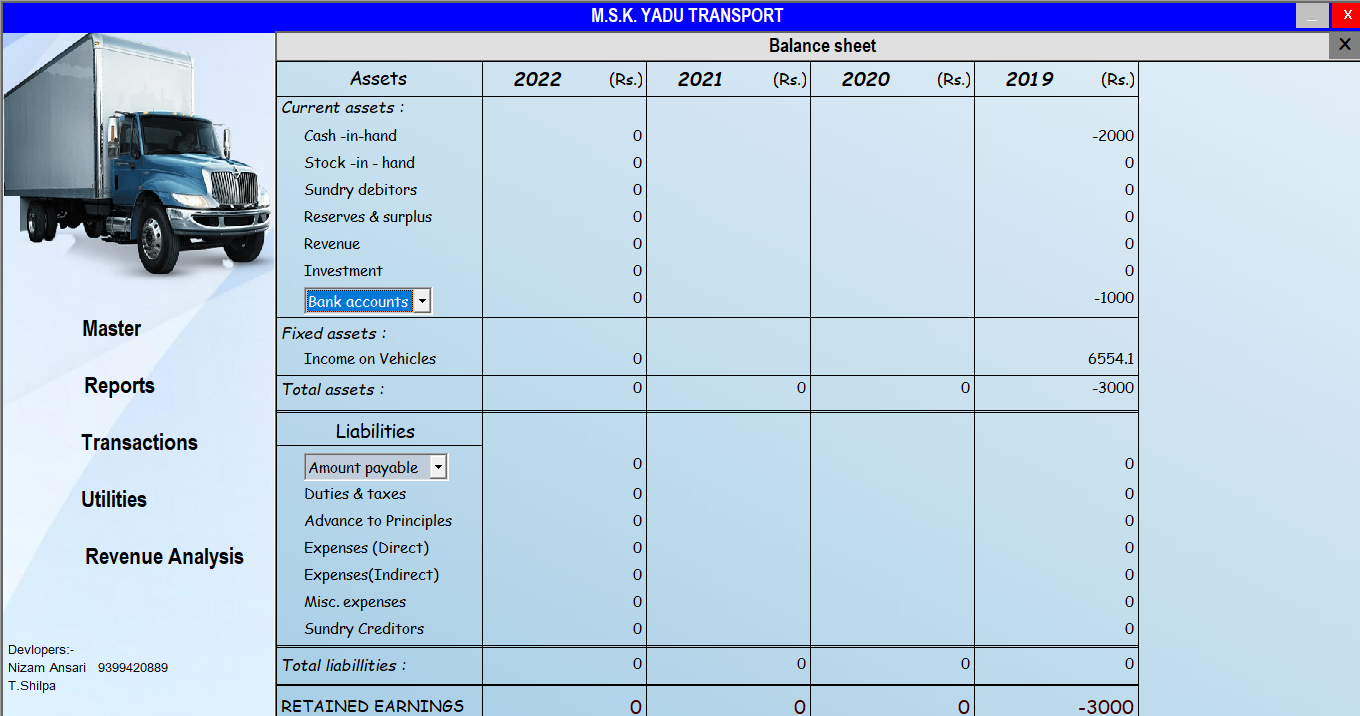 M.S.K. YADU TRANSPORT
_ X
Balance sheet X
Assets 2022 (Rs.) 2021 (Rs.) 2020 (Rs.) 2019 (Rs.)
Current assets :
Cash -in-hand 0 -2000
Stock -in - hand 0 0
Sundry debitors 0 0
Reserves & surplus 0 0
Revenue 0 0
Investment 0 0
Bank accounts 0 -1000
Fixed assets :
Income on Vehicles 0 6554.1
Total assets : 0 0 0 -3000
Liabilities
Amount payable 0 0
Duties & taxes 0 0
Advance to Principles 0 0
Expenses (Direct) 0 0
Expenses(Indirect) 0 0
Misc. expenses 0 0
Sundry Creditors 0 0
Total liabillities : 0 0 0 0
RETAINED EARNINGS 0 0 0 -3000
Master
Reports
Transactions
Utilities
Revenue Analysis
Devlopers:-
Nizam Ansari 9399420889
T.Shilpa